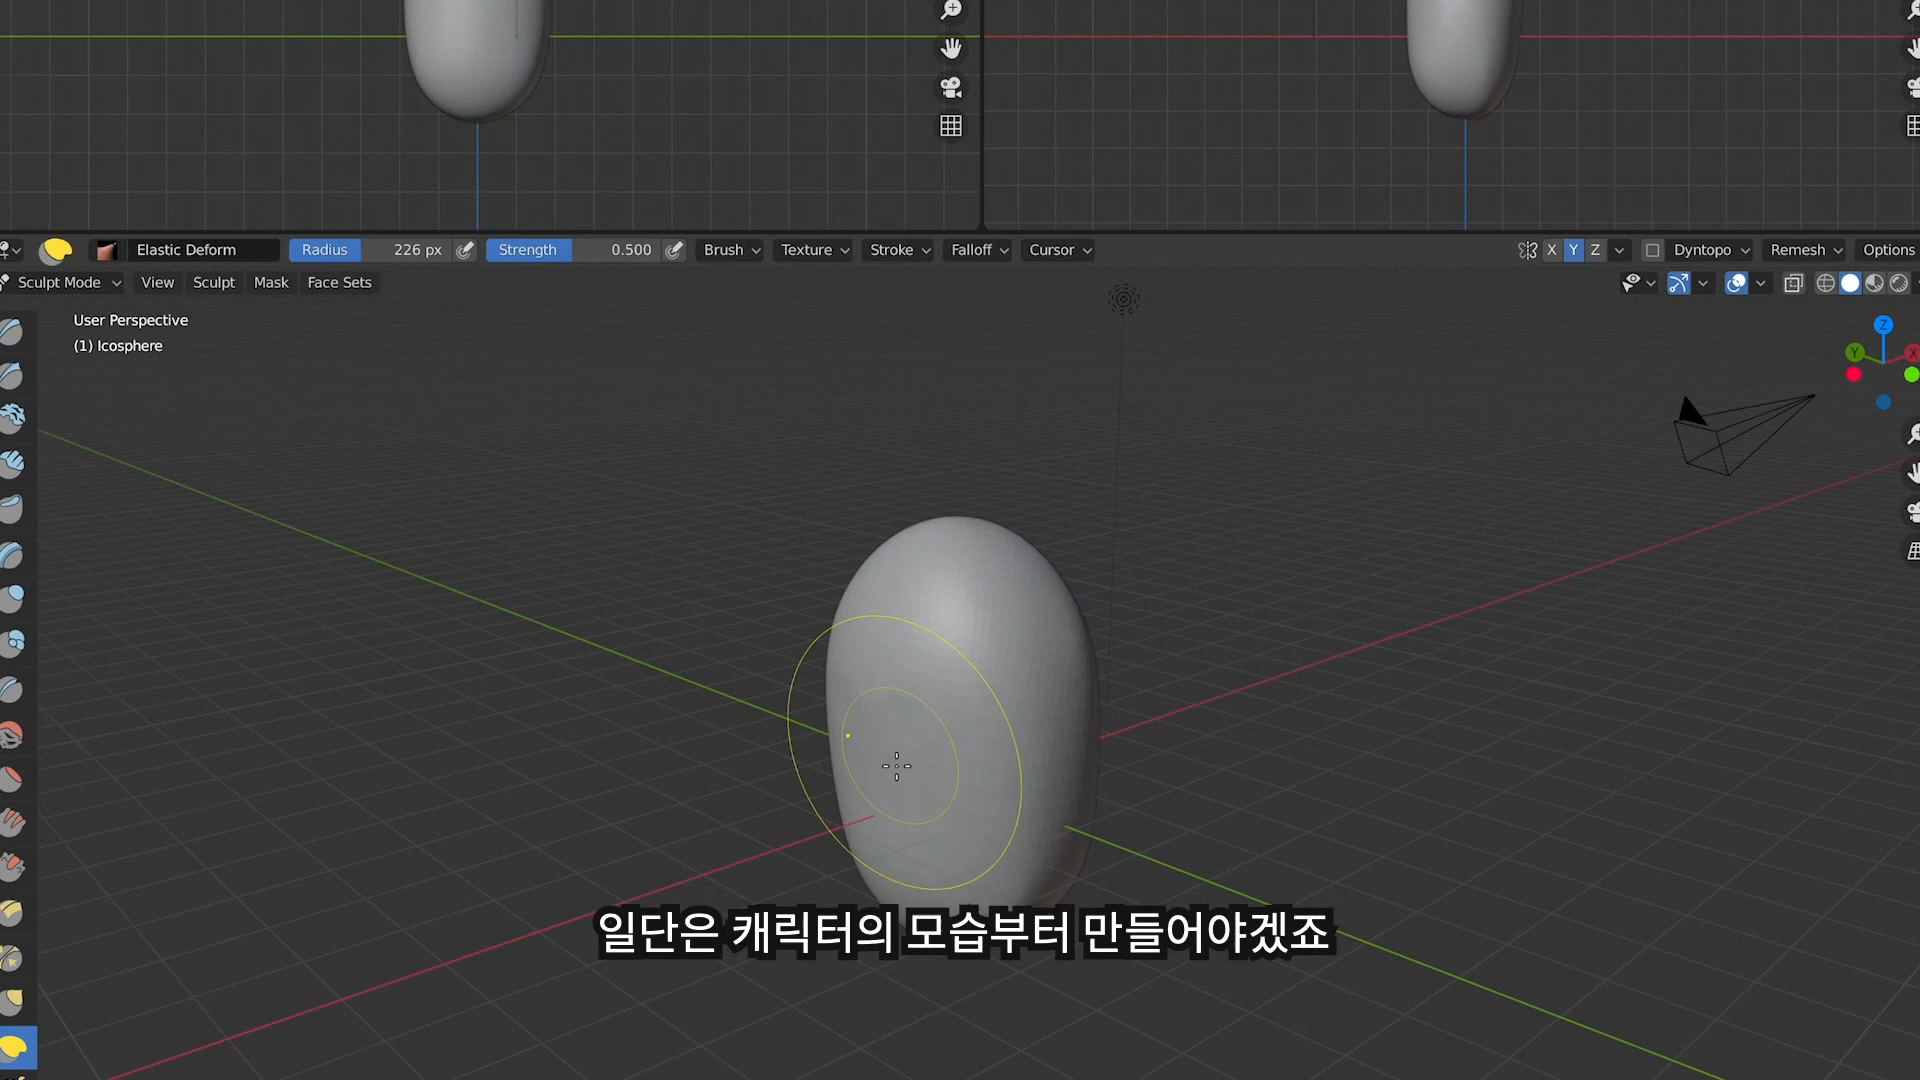 Elastic Deform Radius 226 px Strength 0.500 Brush Texture Stroke Falloff Cursor X Y Z Dyntopo Remesh Options
Sculpt Mode View Sculpt Mask Face Sets
User Perspective
(1) Icosphere
Z
Y X
일단은 캐릭터의 모습부터 만들어야겠죠